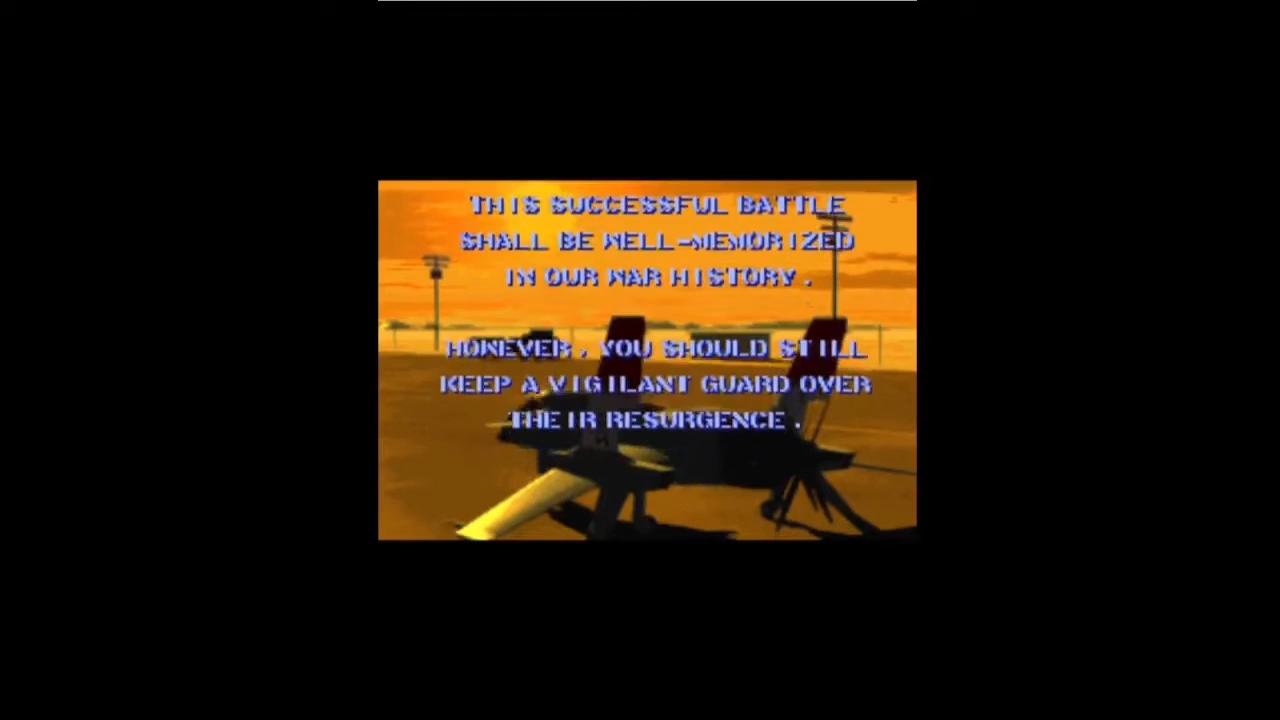 THIS SUCCESSFUL BATTLE
SHALL BE WELL-MEMORIZED
IN OUR WAR HISTORY.
HOWEVER, YOU SHOULD STILL
KEEP A VIGILANT GUARD OVER
THEIR RESURGENCE.